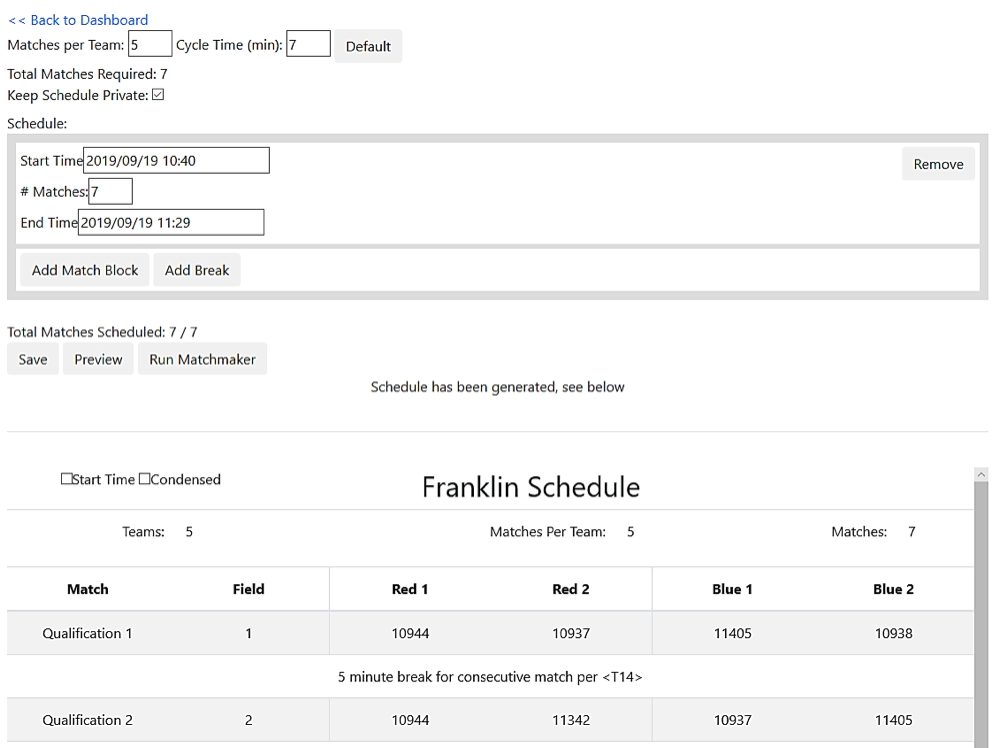 << Back to Dashboard
Matches per Team: 5 Cycle Time (min): 7 Default
Total Matches Required: 7
Keep Schedule Private:
Schedule:
Start Time 2019/09/19 10:40 Remove
# Matches: 7
End Time 2019/09/19 11:29
Add Match Block Add Break
Total Matches Scheduled: 7 / 7
Save Preview Run Matchmaker
Schedule has been generated, see below
Start Time Condensed Franklin Schedule
Teams: 5 Matches Per Team: 5 Matches: 7
Match Field Red 1 Red 2 Blue 1 Blue 2
Qualification 1 1 10944 10937 11405 10938
5 minute break for consecutive match per <T14>
Qualification 2 2 10944 11342 10937 11405